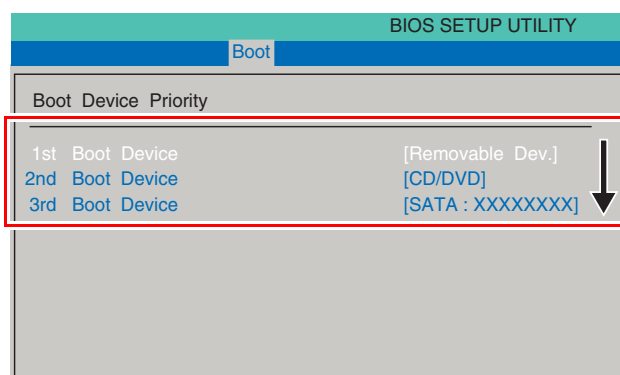 BIOS SETUP UTILITY
Boot
Boot Device Priority
1st Boot Device [Removable Dev.]
2nd Boot Device [CD/DVD]
3rd Boot Device [SATA : XXXXXXXX]